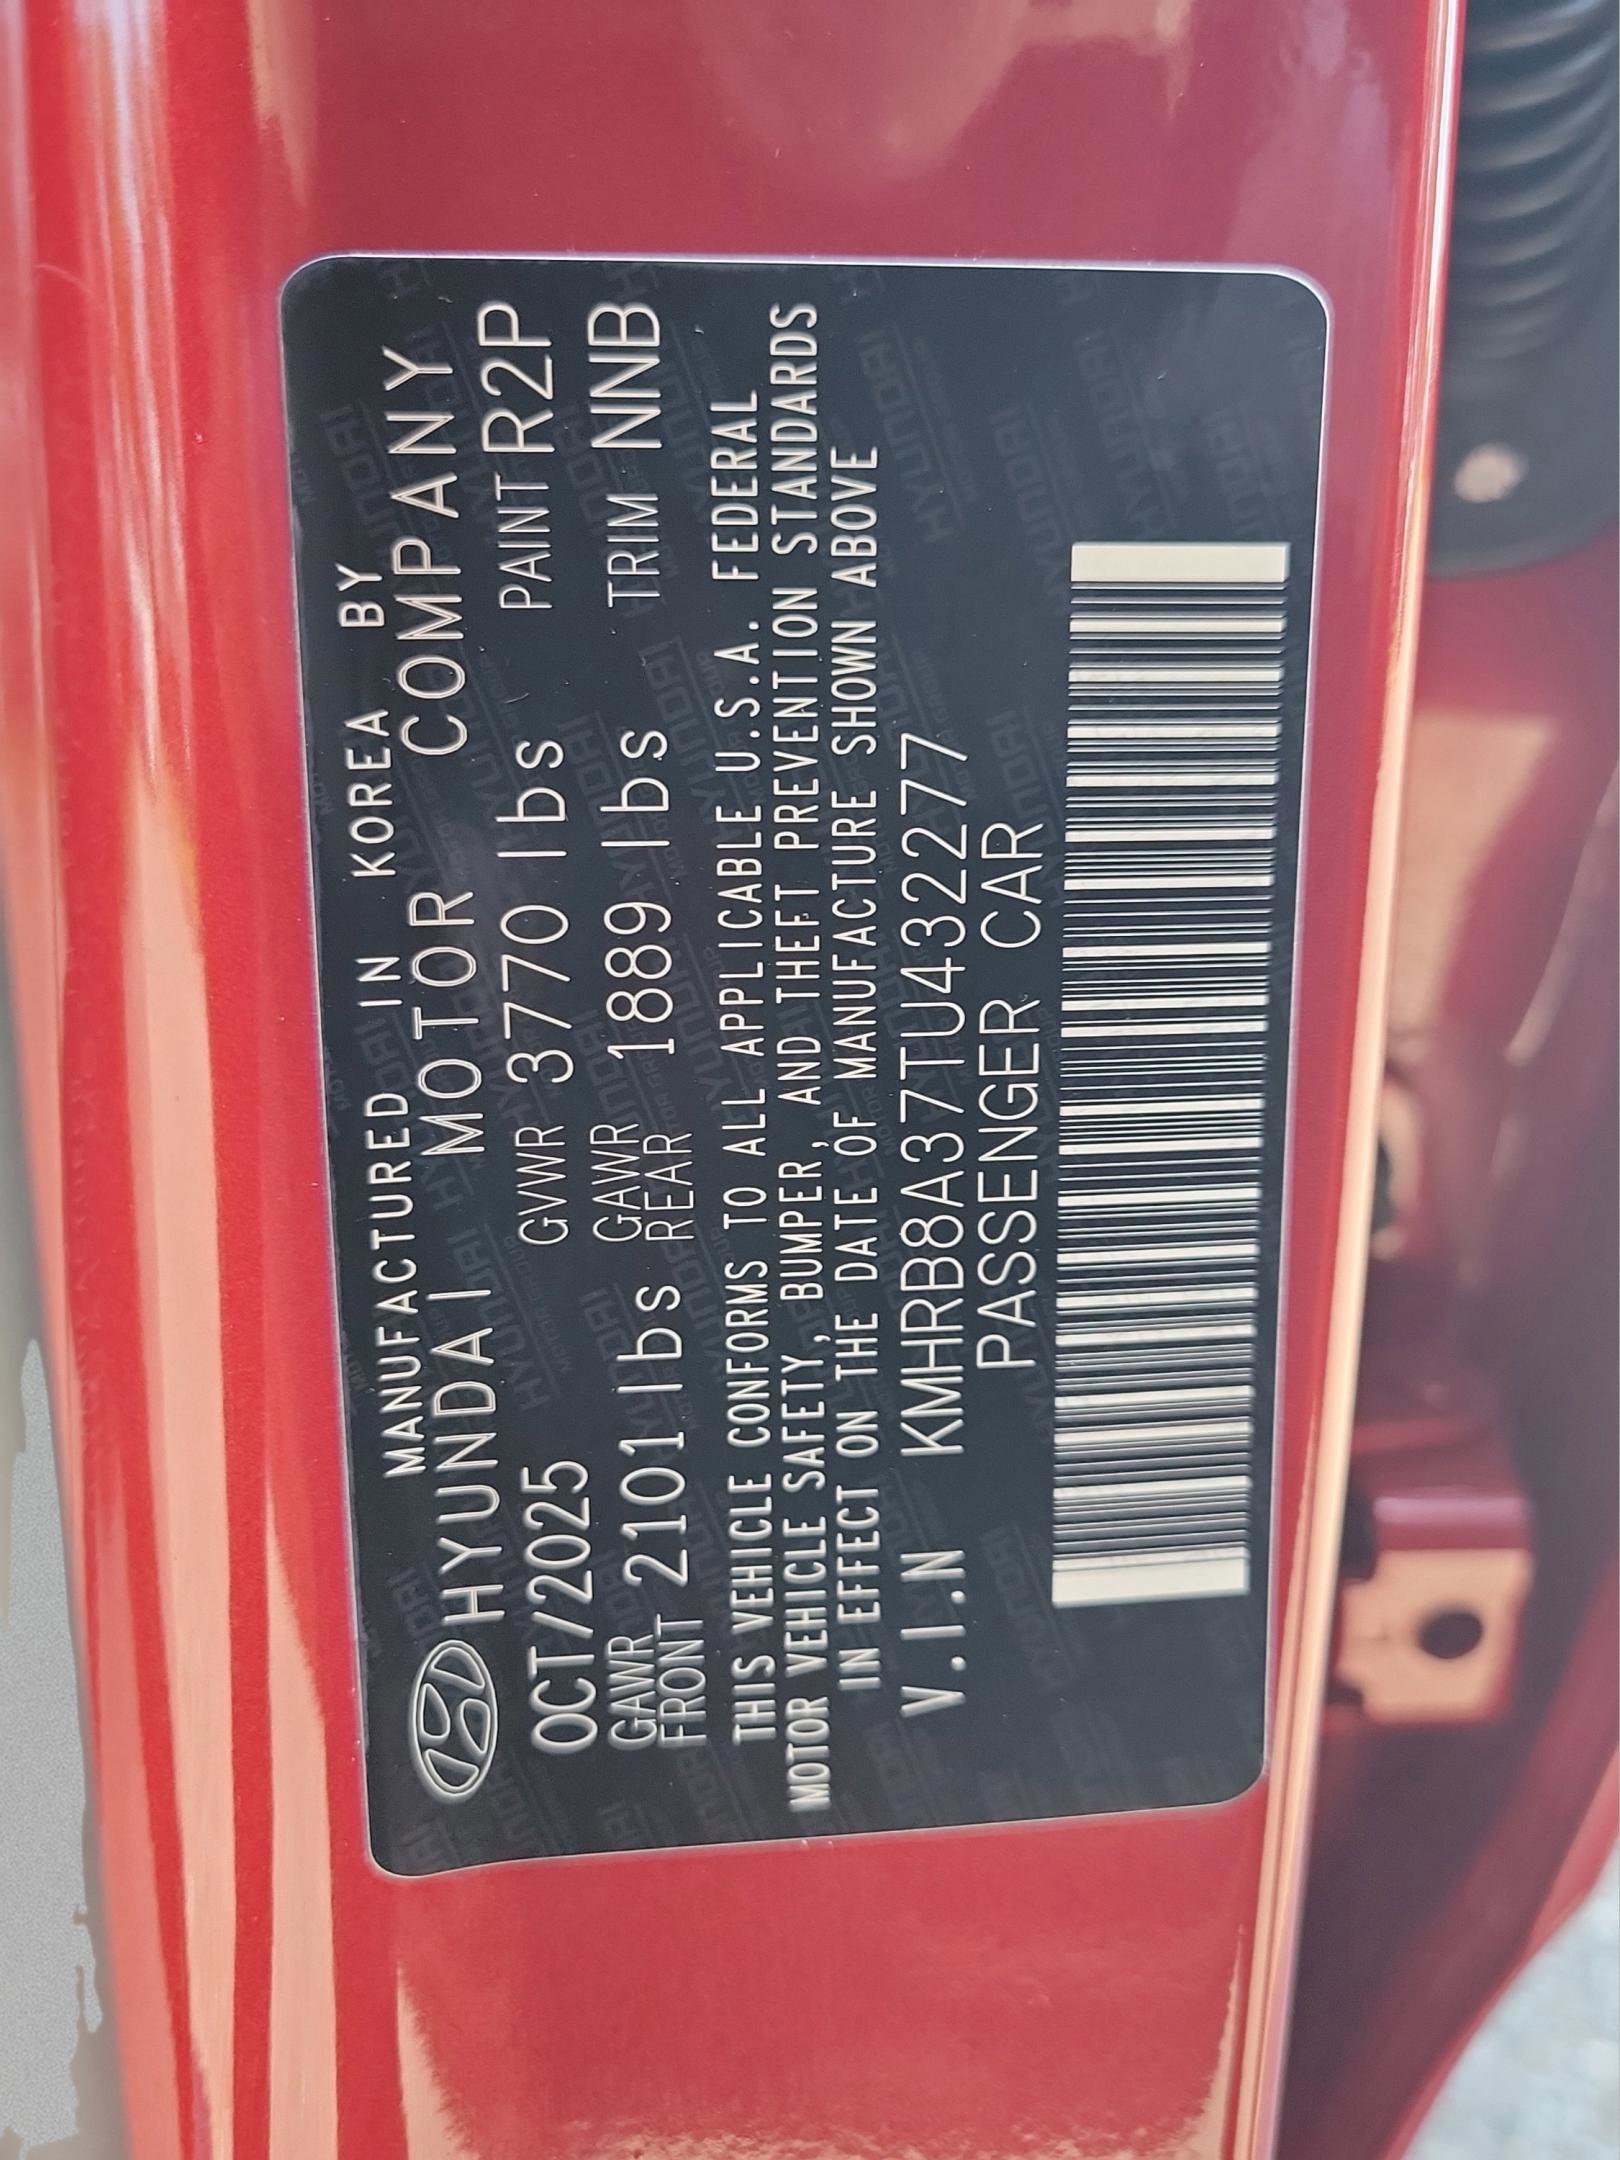 MANUFACTURED IN KOREA BY
HYUNDAI MOTOR COMPANY
OCT/2025 GVWR 3770 lbs PAINT R2P
GAWR FRONT 2101 lbs GAWR REAR 1889 lbs TRIM NNB
THIS VEHICLE CONFORMS TO ALL APPLICABLE U.S.A. FEDERAL
MOTOR VEHICLE SAFETY, BUMPER, AND THEFT PREVENTION STANDARDS
IN EFFECT ON THE DATE OF MANUFACTURE SHOWN ABOVE
V.I.N KMHRB8A37TU432277
PASSENGER CAR